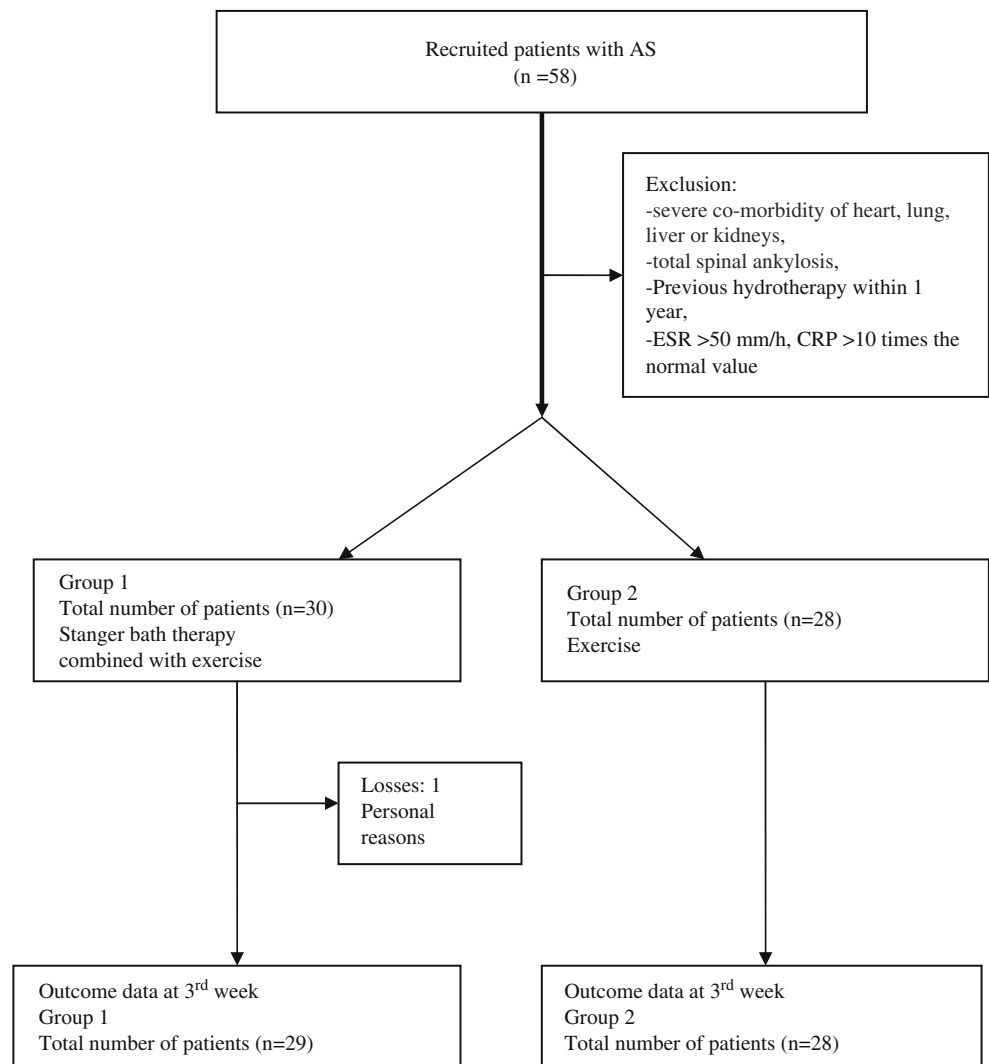 Recruited patients with AS
(n =58)
Exclusion:
-severe co-morbidity of heart, lung,
liver or kidneys,
-total spinal ankylosis,
-Previous hydrotherapy within 1
year,
-ESR >50 mm/h, CRP >10 times the
normal value
Group 1
Total number of patients (n=30)
Stanger bath therapy
combined with exercise
Group 2
Total number of patients (n=28)
Exercise
Losses: 1
Personal
reasons
Outcome data at 3rd week
Group 1
Total number of patients (n=29)
Outcome data at 3rd week
Group 2
Total number of patients (n=28)